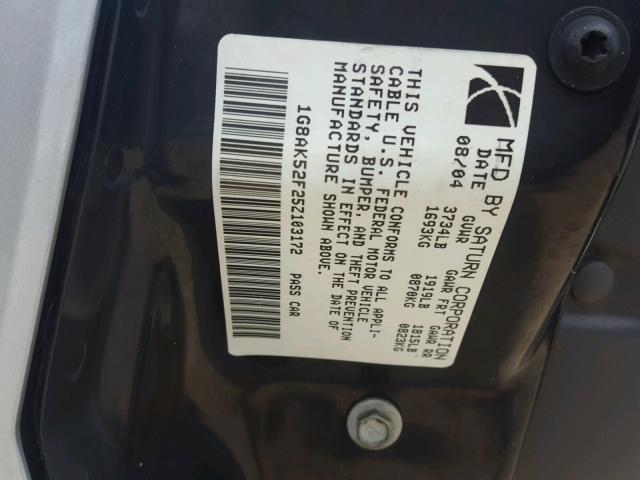 MFD BY SATURN CORPORATION
DATE GVWR GAWR FRT GAWR RR
08/04 3734LB 1919LB 1815LB
1693KG 0870KG 0823KG
THIS VEHICLE CONFORMS TO ALL APPLI-
CABLE U.S. FEDERAL MOTOR VEHICLE
SAFETY, BUMPER, AND THEFT PREVENTION
STANDARDS IN EFFECT ON THE DATE OF
MANUFACTURE SHOWN ABOVE.
1G8AK52F25Z103172 PASS CAR